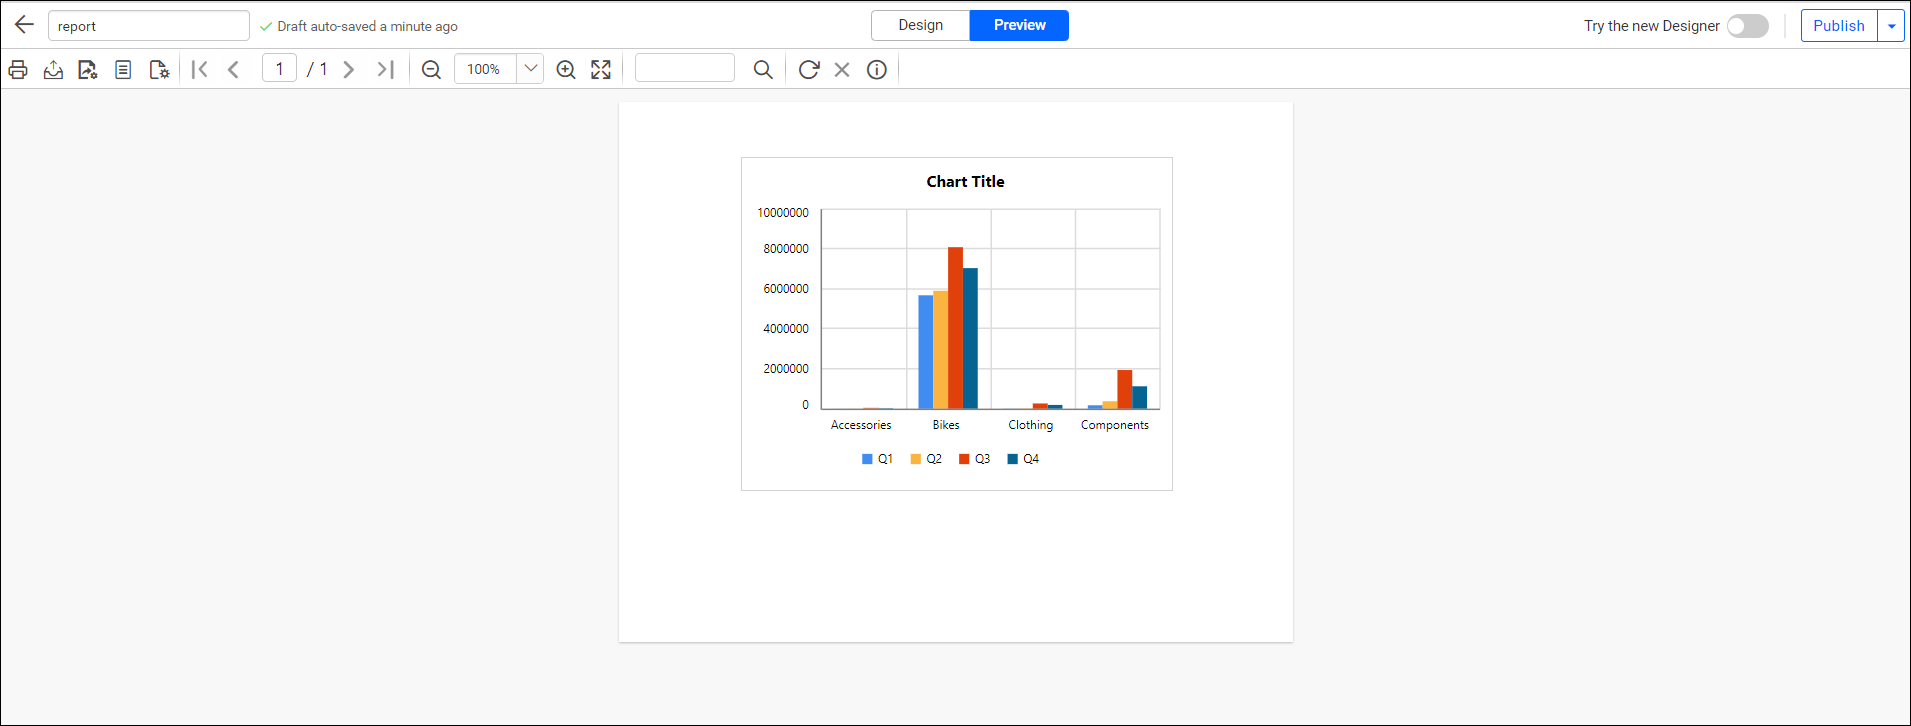 report
Draft auto-saved a minute ago
Design Preview
Try the new Designer
Publish
1 / 1
100%
Chart Title
10000000
8000000
6000000
4000000
2000000
0
Accessories Bikes Clothing Components
Q1 Q2 Q3 Q4